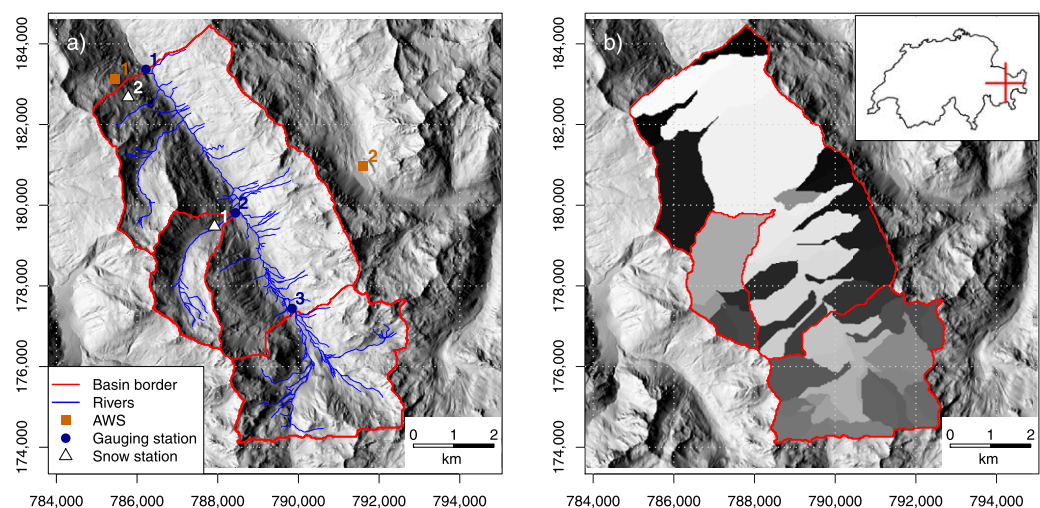 a)
184,000
182,000
180,000
178,000
176,000
174,000
1
1
2
2
2
3
Basin border
Rivers
AWS
Gauging station
Snow station
0 1 2
km
784,000 786,000 788,000 790,000 792,000 794,000
b)
184,000
182,000
180,000
178,000
176,000
174,000
0 1 2
km
784,000 786,000 788,000 790,000 792,000 794,000